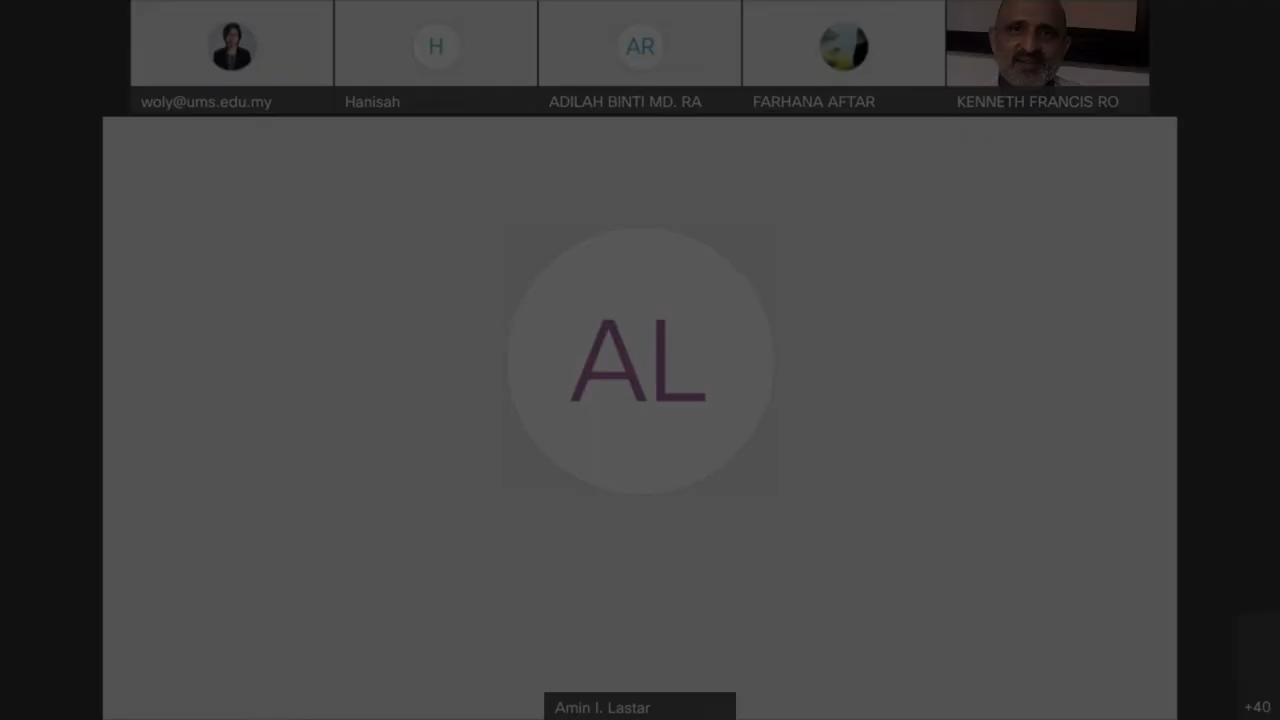 H
AR
woly@ums.edu.my
Hanisah
ADILAH BINTI MD. RA
FARHANA AFTAR
KENNETH FRANCIS RO
AL
Amin I. Lastar
+40